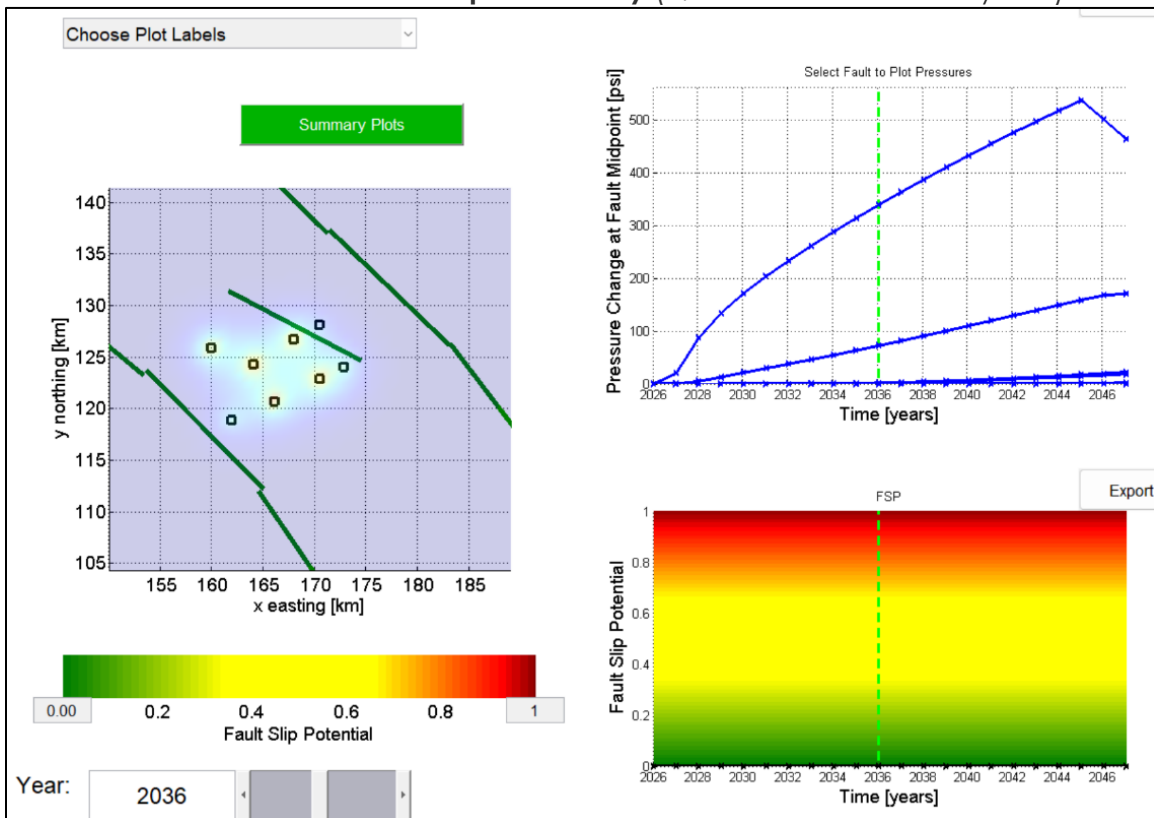 Choose Plot Labels
Summary Plots
140
135
130
125
120
115
110
105
y northing [km]
155 160 165 170 175 180 185
x easting [km]
0.00 0.2 0.4 0.6 0.8 1
Fault Slip Potential
Year: 2036
Select Fault to Plot Pressures
Pressure Change at Fault Midpoint [psi]
500
400
300
200
100
0
2026 2028 2030 2032 2034 2036 2038 2040 2042 2044 2046
Time [years]
Export
FSP
Fault Slip Potential
1
0.8
0.6
0.4
0.2
0
2026 2028 2030 2032 2034 2036 2038 2040 2042 2044 2046
Time [years]